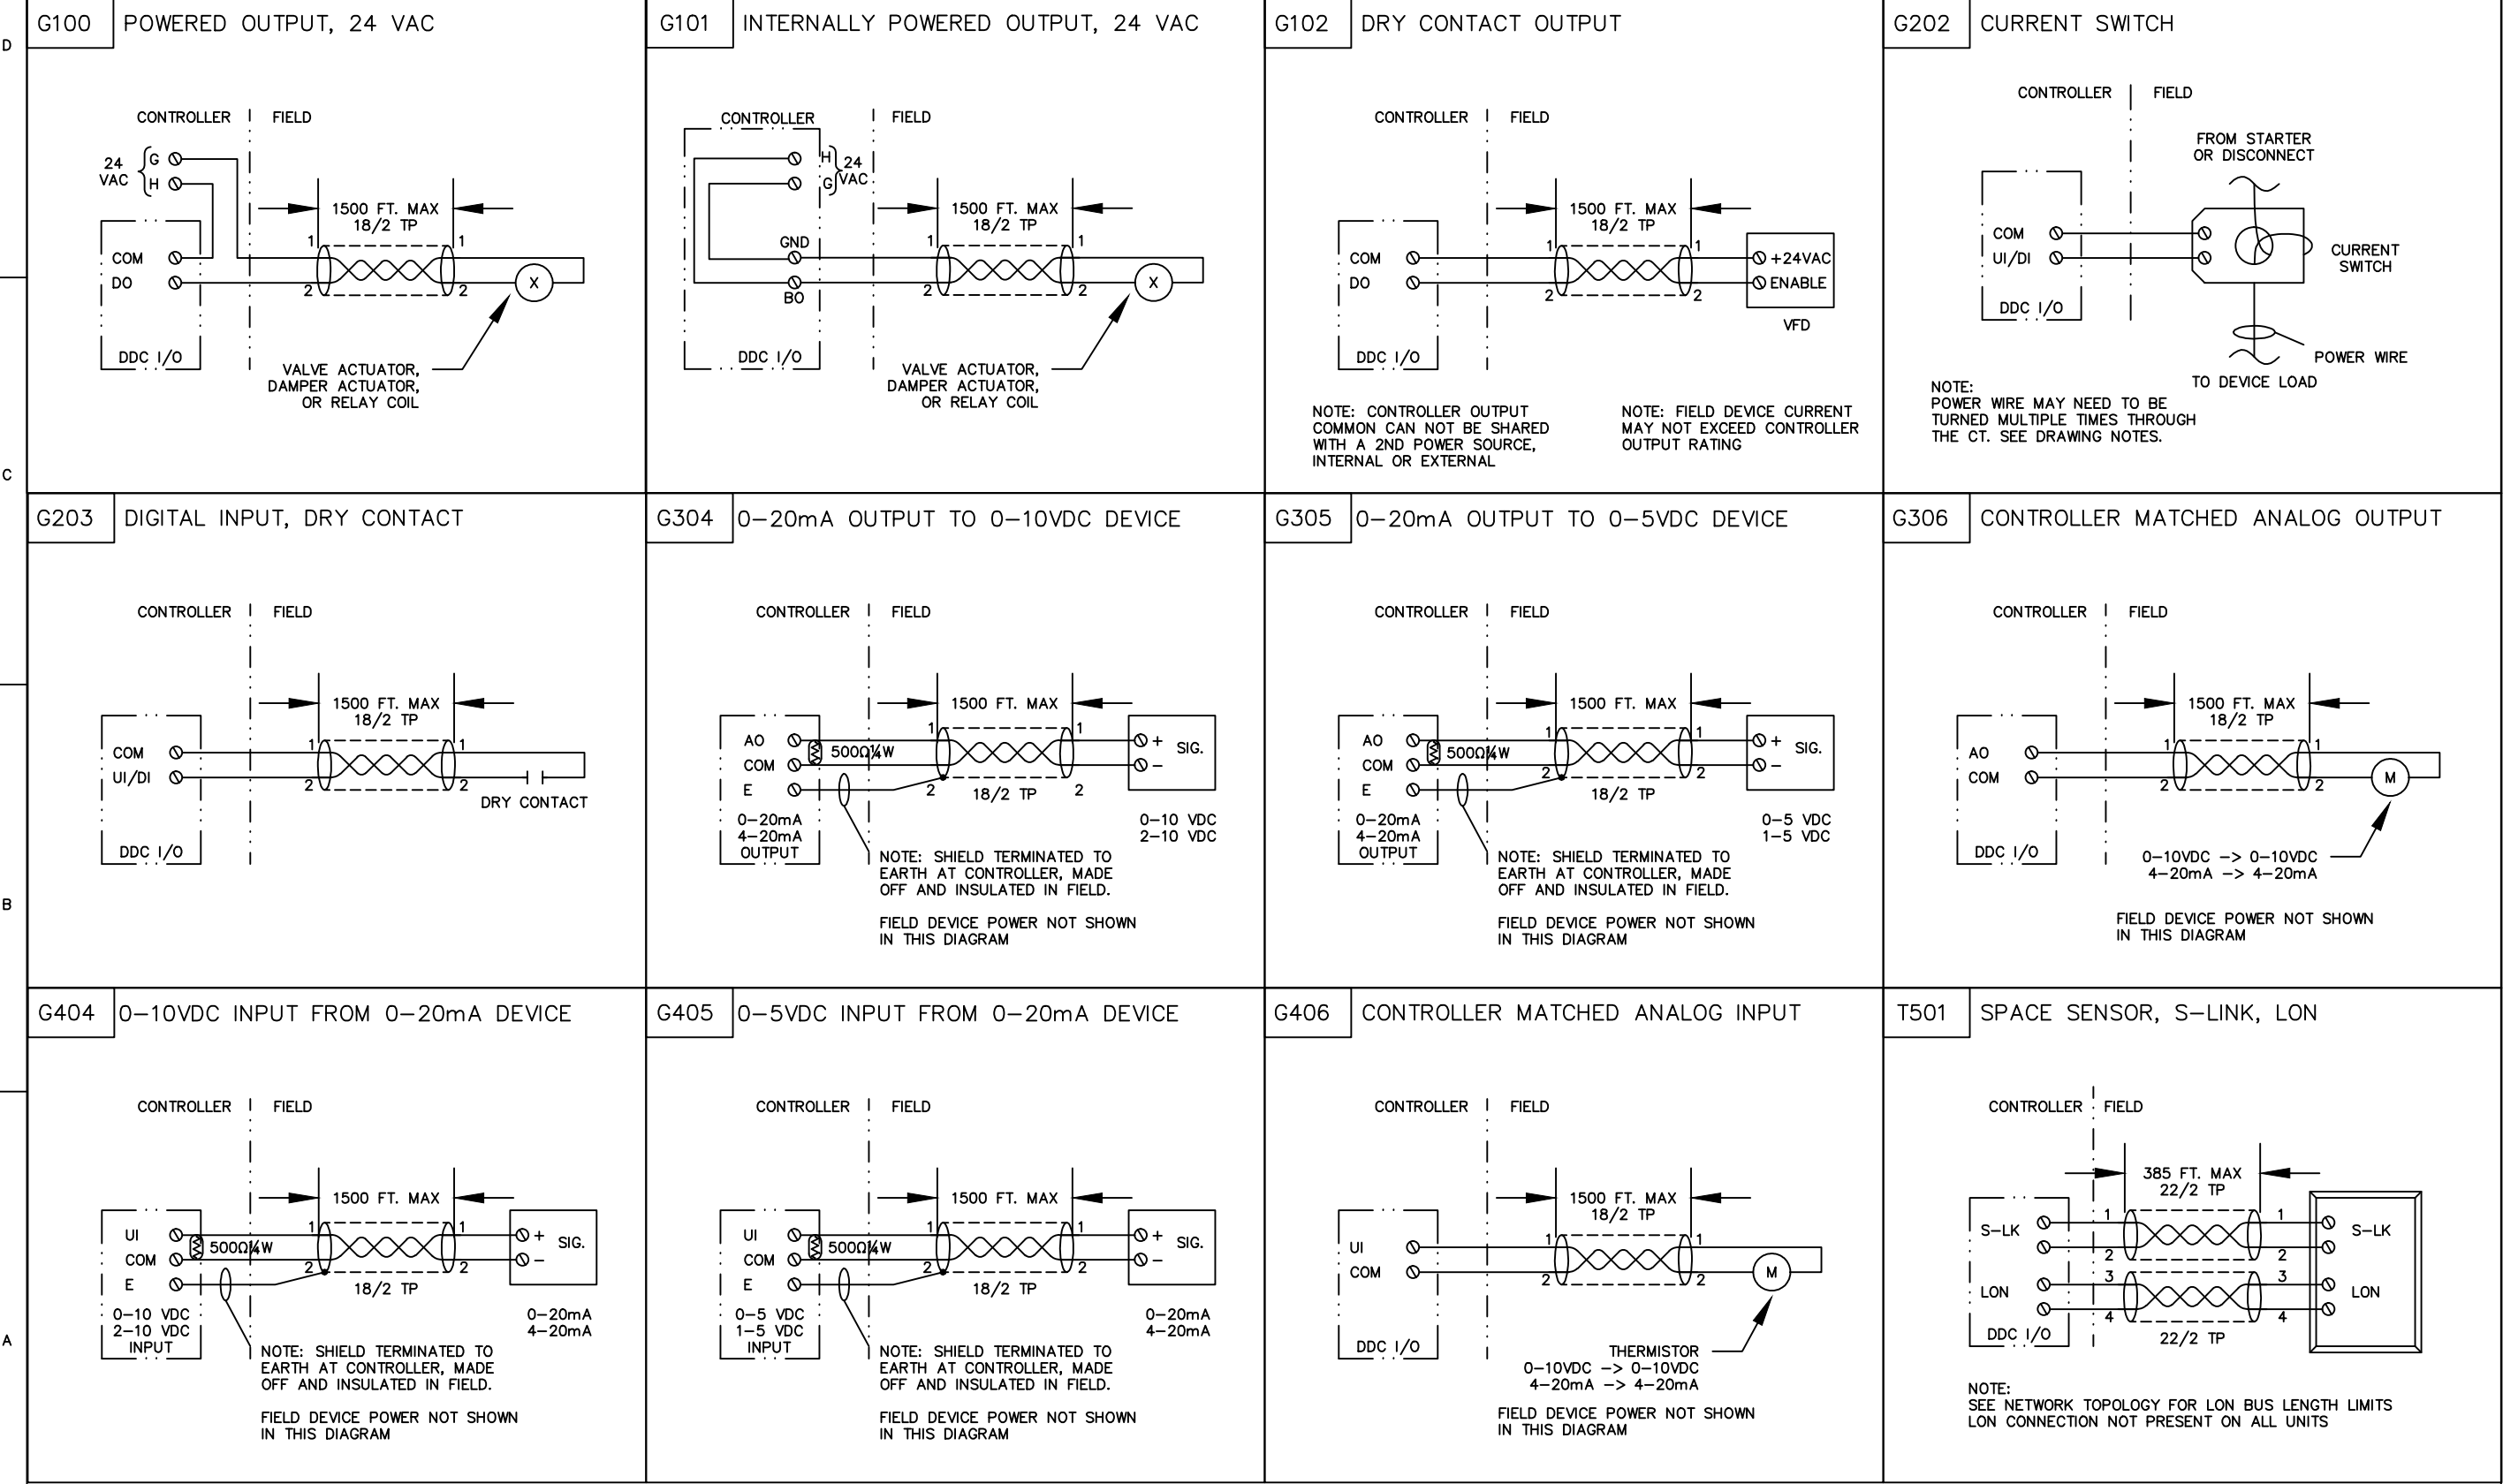 D
C
B
A
G100 POWERED OUTPUT, 24 VAC
CONTROLLER FIELD
24
VAC
G
H
1500 FT. MAX
18/2 TP
1 1
COM
DO
2 2
X
DDC I/O
VALVE ACTUATOR,
DAMPER ACTUATOR,
OR RELAY COIL
G101 INTERNALLY POWERED OUTPUT, 24 VAC
CONTROLLER FIELD
H
G
24
VAC
1500 FT. MAX
18/2 TP
GND
1 1
BO
2 2
X
DDC I/O
VALVE ACTUATOR,
DAMPER ACTUATOR,
OR RELAY COIL
G102 DRY CONTACT OUTPUT
CONTROLLER FIELD
1500 FT. MAX
18/2 TP
1 1
COM
DO
2 2
+24VAC
ENABLE
VFD
DDC I/O
NOTE: CONTROLLER OUTPUT
COMMON CAN NOT BE SHARED
WITH A 2ND POWER SOURCE,
INTERNAL OR EXTERNAL
NOTE: FIELD DEVICE CURRENT
MAY NOT EXCEED CONTROLLER
OUTPUT RATING
G202 CURRENT SWITCH
CONTROLLER FIELD
FROM STARTER
OR DISCONNECT
COM
UI/DI
CURRENT
SWITCH
DDC I/O
POWER WIRE
TO DEVICE LOAD
NOTE:
POWER WIRE MAY NEED TO BE
TURNED MULTIPLE TIMES THROUGH
THE CT. SEE DRAWING NOTES.
G203 DIGITAL INPUT, DRY CONTACT
CONTROLLER FIELD
1500 FT. MAX
18/2 TP
1 1
COM
UI/DI
2 2
DRY CONTACT
DDC I/O
G304 0-20mA OUTPUT TO 0-10VDC DEVICE
CONTROLLER FIELD
1500 FT. MAX
1 1
AO
500Ω¼W
COM
E
2 2
18/2 TP
+
SIG.
-
0-20mA
4-20mA
OUTPUT
0-10 VDC
2-10 VDC
NOTE: SHIELD TERMINATED TO
EARTH AT CONTROLLER, MADE
OFF AND INSULATED IN FIELD.
FIELD DEVICE POWER NOT SHOWN
IN THIS DIAGRAM
G305 0-20mA OUTPUT TO 0-5VDC DEVICE
CONTROLLER FIELD
1500 FT. MAX
1 1
AO
500Ω¼W
COM
E
2 2
18/2 TP
+
SIG.
-
0-20mA
4-20mA
OUTPUT
0-5 VDC
1-5 VDC
NOTE: SHIELD TERMINATED TO
EARTH AT CONTROLLER, MADE
OFF AND INSULATED IN FIELD.
FIELD DEVICE POWER NOT SHOWN
IN THIS DIAGRAM
G306 CONTROLLER MATCHED ANALOG OUTPUT
CONTROLLER FIELD
1500 FT. MAX
18/2 TP
1 1
AO
COM
2 2
M
DDC I/O
0-10VDC -> 0-10VDC
4-20mA -> 4-20mA
FIELD DEVICE POWER NOT SHOWN
IN THIS DIAGRAM
G404 0-10VDC INPUT FROM 0-20mA DEVICE
CONTROLLER FIELD
1500 FT. MAX
1 1
UI
500Ω¼W
COM
E
2 2
18/2 TP
+
SIG.
-
0-10 VDC
2-10 VDC
INPUT
0-20mA
4-20mA
NOTE: SHIELD TERMINATED TO
EARTH AT CONTROLLER, MADE
OFF AND INSULATED IN FIELD.
FIELD DEVICE POWER NOT SHOWN
IN THIS DIAGRAM
G405 0-5VDC INPUT FROM 0-20mA DEVICE
CONTROLLER FIELD
1500 FT. MAX
1 1
UI
500Ω¼W
COM
E
2 2
18/2 TP
+
SIG.
-
0-5 VDC
1-5 VDC
INPUT
0-20mA
4-20mA
NOTE: SHIELD TERMINATED TO
EARTH AT CONTROLLER, MADE
OFF AND INSULATED IN FIELD.
FIELD DEVICE POWER NOT SHOWN
IN THIS DIAGRAM
G406 CONTROLLER MATCHED ANALOG INPUT
CONTROLLER FIELD
1500 FT. MAX
18/2 TP
1 1
UI
COM
2 2
M
DDC I/O
THERMISTOR
0-10VDC -> 0-10VDC
4-20mA -> 4-20mA
FIELD DEVICE POWER NOT SHOWN
IN THIS DIAGRAM
T501 SPACE SENSOR, S-LINK, LON
CONTROLLER FIELD
385 FT. MAX
22/2 TP
1 1
S-LK S-LK
2 2
3 3
LON LON
4 4
22/2 TP
DDC I/O
NOTE:
SEE NETWORK TOPOLOGY FOR LON BUS LENGTH LIMITS
LON CONNECTION NOT PRESENT ON ALL UNITS